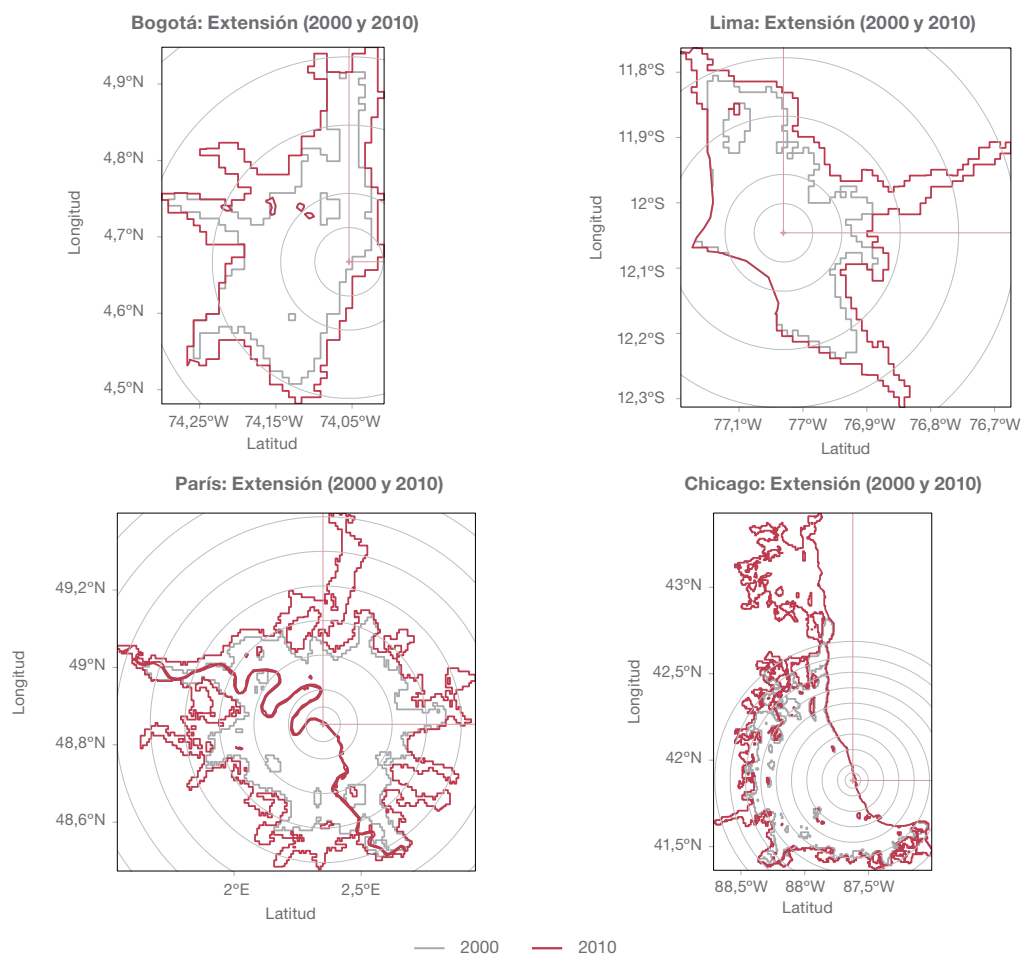 Bogotá: Extensión (2000 y 2010)
4,9°N
4,8°N
4,7°N
4,6°N
4,5°N
Longitud
74,25°W 74,15°W 74,05°W
Latitud
Lima: Extensión (2000 y 2010)
11,8°S
11,9°S
12°S
12,1°S
12,2°S
12,3°S
Longitud
77,1°W 77°W 76,9°W 76,8°W 76,7°W
Latitud
París: Extensión (2000 y 2010)
49,2°N
49°N
48,8°N
48,6°N
Longitud
2°E 2,5°E
Latitud
Chicago: Extensión (2000 y 2010)
43°N
42,5°N
42°N
41,5°N
Longitud
88,5°W 88°W 87,5°W
Latitud
2000 2010